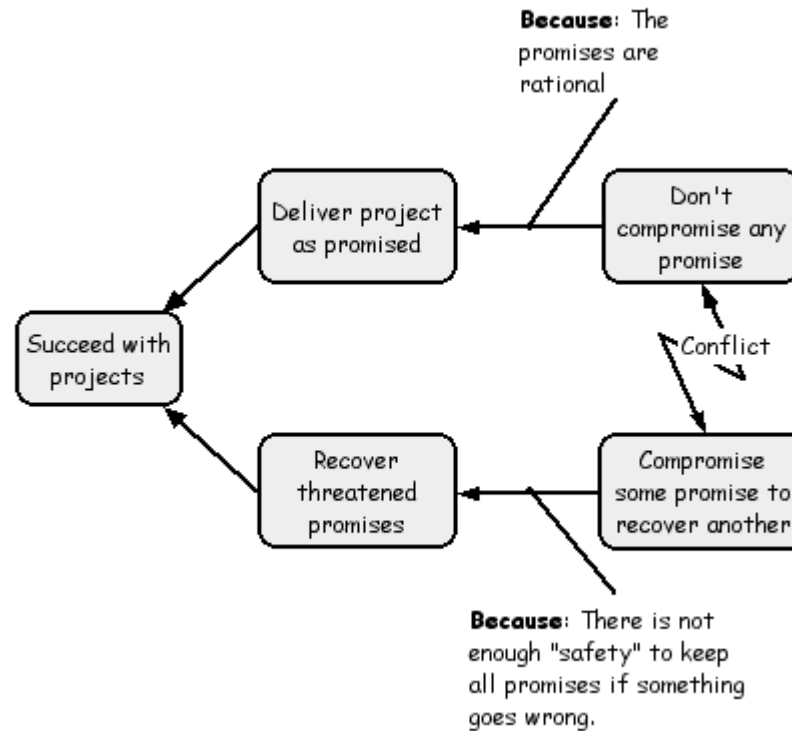 Because: The
promises are
rational
Deliver project
as promised
Don't
compromise any
promise
Succeed with
projects
Conflict
Recover
threatened
promises
Compromise
some promise to
recover another
Because: There is not
enough "safety" to keep
all promises if something
goes wrong.